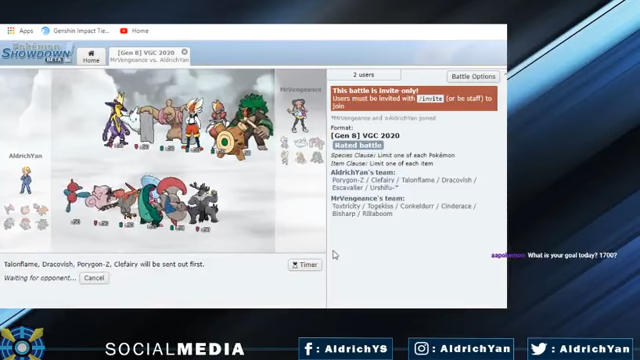 Apps
Genshin Impact Tie...
Home
POKÉMON
SHOWDOWN!
BETA
Home
[Gen 8] VGC 2020
MrVengeance vs. AldrichYan
2 users
Battle Options
This battle is invite-only!
Users must be invited with /invite (or be staff) to
join
MrVengeance and ☆AldrichYan joined
Format:
[Gen 8] VGC 2020
Rated battle
Species Clause: Limit one of each Pokémon
Item Clause: Limit one of each item
AldrichYan's team:
Porygon-Z / Clefairy / Talonflame / Dracovish /
Escavalier / Urshifu-*
MrVengeance's team:
Toxtricity / Togekiss / Conkeldurr / Cinderace /
Bisharp / Rillaboom
MrVengeance
AldrichYan
Talonflame, Dracovish, Porygon-Z, Clefairy will be sent out first.
Waiting for opponent...
Cancel
Timer
aapokemon What is your goal today? 1700?
SOCIALMEDIA
f : AldrichYS
: AldrichYan
: AldrichYan